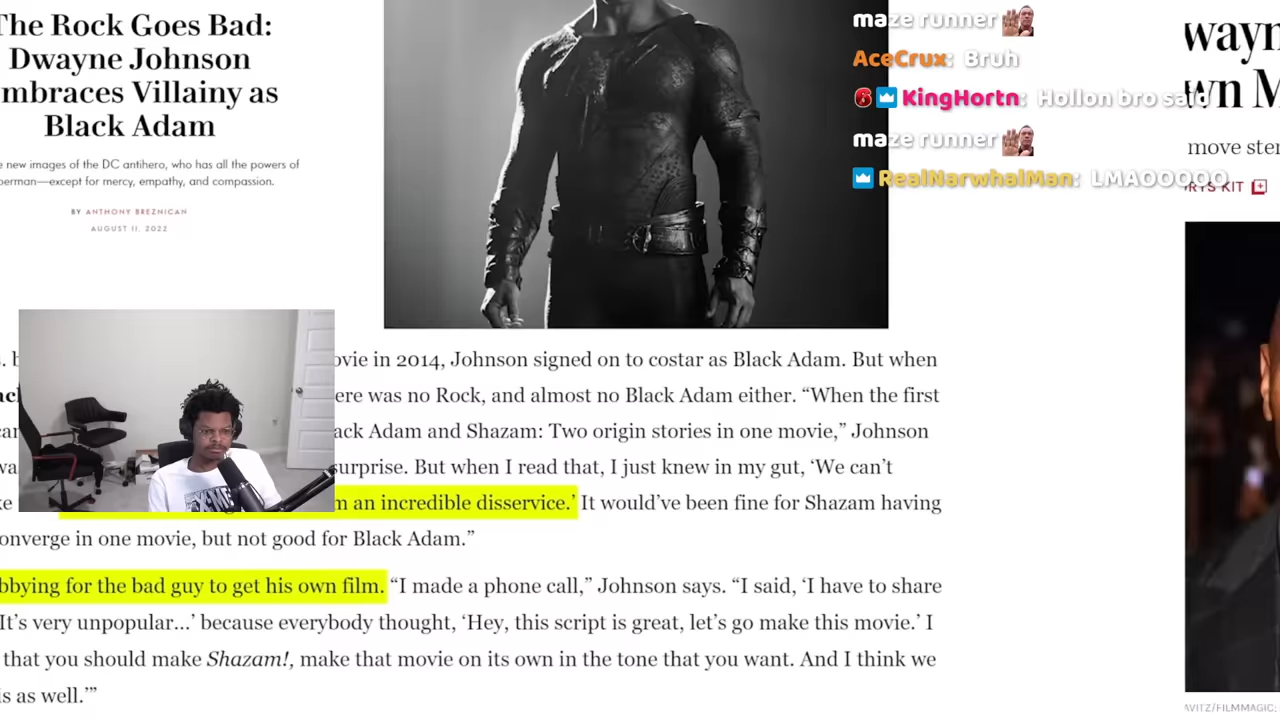 The Rock Goes Bad:
Dwayne Johnson
mbraces Villainy as
Black Adam
e new images of the DC antihero, who has all the powers of
perman—except for mercy, empathy, and compassion.
BY ANTHONY BREZNICAN
AUGUST 11, 2022
maze runner
AceCrux: Bruh
6 KingHortn: Hollon bro said
maze runner
RealNarwhalMan: LMAOOOOO
wayn
wn M
move ster
RTS KIT
ovie in 2014, Johnson signed on to costar as Black Adam. But when
ere was no Rock, and almost no Black Adam either. “When the first
ack Adam and Shazam: Two origin stories in one movie,” Johnson
surprise. But when I read that, I just knew in my gut, ‘We can’t
m an incredible disservice.’ It would’ve been fine for Shazam having
onverge in one movie, but not good for Black Adam.”
bbying for the bad guy to get his own film. “I made a phone call,” Johnson says. “I said, ‘I have to share
It’s very unpopular...’ because everybody thought, ‘Hey, this script is great, let’s go make this movie.’ I
that you should make Shazam!, make that movie on its own in the tone that you want. And I think we
is as well.’”
AVITZ/FILMMAGIC;